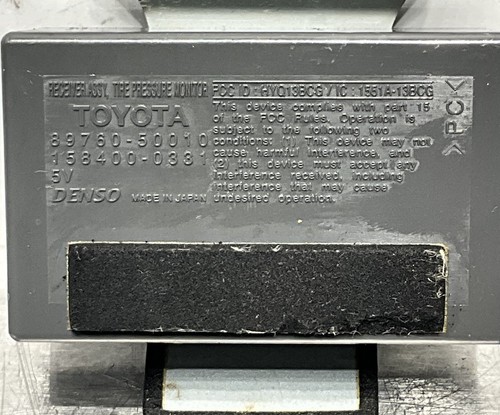 RECEIVER ASSY, TIRE PRESSURE MONITOR
TOYOTA
89760-50010
158400-0381
5V
DENSO MADE IN JAPAN
FCC ID : HYQ13BCG / IC : 1551A-13BCG
This device complies with part 15
of the FCC Rules. Operation is
subject to the following two
conditions: (1) This device may not
cause harmful interference, and
(2) this device must accept any
interference received, including
interference that may cause
undesired operation.
>PC<